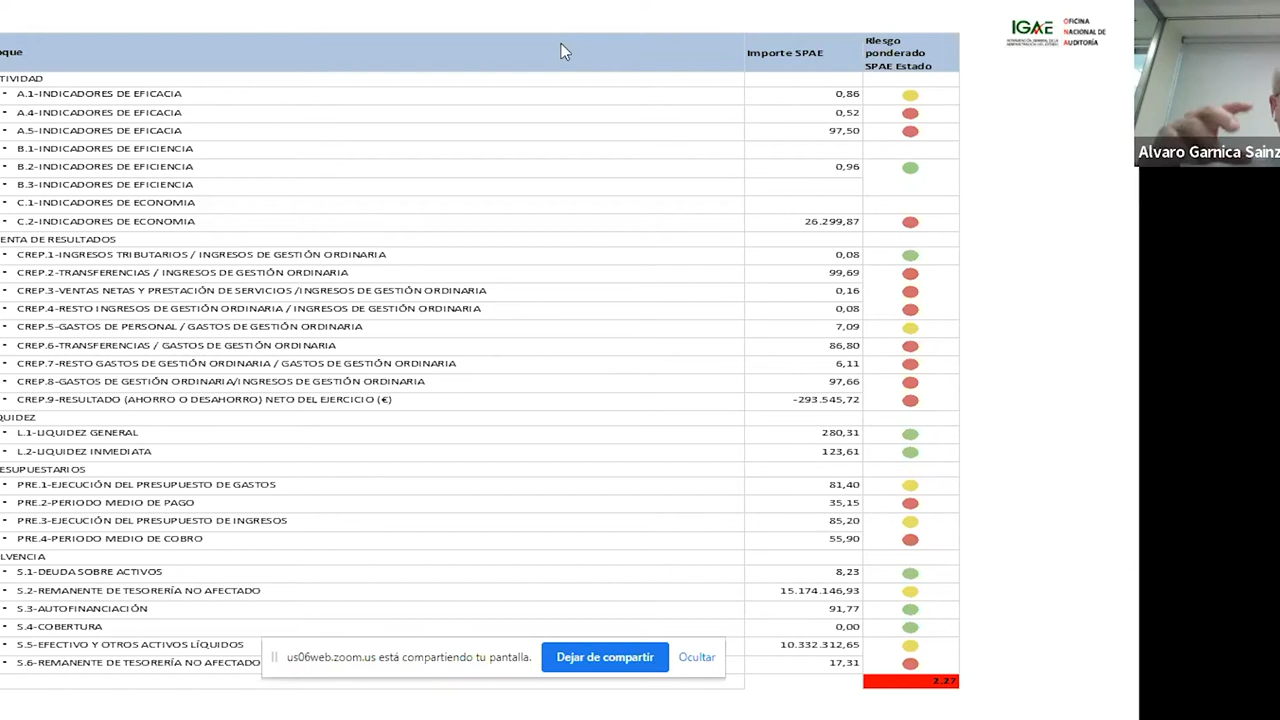 oque Importe SPAE Riesgo ponderado SPAE Estado
TIVIDAD
- A.1-INDICADORES DE EFICACIA 0,86
- A.4-INDICADORES DE EFICACIA 0,52
- A.5-INDICADORES DE EFICACIA 97,50
- B.1-INDICADORES DE EFICIENCIA
- B.2-INDICADORES DE EFICIENCIA 0,96
- B.3-INDICADORES DE EFICIENCIA
- C.1-INDICADORES DE ECONOMIA
- C.2-INDICADORES DE ECONOMIA 26.299,87
ENTA DE RESULTADOS
- CREP.1-INGRESOS TRIBUTARIOS / INGRESOS DE GESTIÓN ORDINARIA 0,08
- CREP.2-TRANSFERENCIAS / INGRESOS DE GESTIÓN ORDINARIA 99,69
- CREP.3-VENTAS NETAS Y PRESTACIÓN DE SERVICIOS /INGRESOS DE GESTIÓN ORDINARIA 0,16
- CREP.4-RESTO INGRESOS DE GESTIÓN ORDINARIA / INGRESOS DE GESTIÓN ORDINARIA 0,08
- CREP.5-GASTOS DE PERSONAL / GASTOS DE GESTIÓN ORDINARIA 7,09
- CREP.6-TRANSFERENCIAS / GASTOS DE GESTIÓN ORDINARIA 86,80
- CREP.7-RESTO GASTOS DE GESTIÓN ORDINARIA / GASTOS DE GESTIÓN ORDINARIA 6,11
- CREP.8-GASTOS DE GESTIÓN ORDINARIA/INGRESOS DE GESTIÓN ORDINARIA 97,66
- CREP.9-RESULTADO (AHORRO O DESAHORRO) NETO DEL EJERCICIO (€) -293.545,72
QUIDEZ
- L.1-LIQUIDEZ GENERAL 280,31
- L.2-LIQUIDEZ INMEDIATA 123,61
ESUPUESTARIOS
- PRE.1-EJECUCIÓN DEL PRESUPUESTO DE GASTOS 81,40
- PRE.2-PERIODO MEDIO DE PAGO 35,15
- PRE.3-EJECUCIÓN DEL PRESUPUESTO DE INGRESOS 85,20
- PRE.4-PERIODO MEDIO DE COBRO 55,90
LVENCIA
- S.1-DEUDA SOBRE ACTIVOS 8,23
- S.2-REMANENTE DE TESORERÍA NO AFECTADO 15.174.146,93
- S.3-AUTOFINANCIACIÓN 91,77
- S.4-COBERTURA 0,00
- S.5-EFECTIVO Y OTROS ACTIVOS LÍQUIDOS 10.332.312,65
- S.6-REMANENTE DE TESORERÍA NO AFECTADO 17,31
2.27
us06web.zoom.us está compartiendo tu pantalla. Dejar de compartir Ocultar
IGAE
OFICINA
NACIONAL DE
AUDITORÍA
Alvaro Garnica Sainz